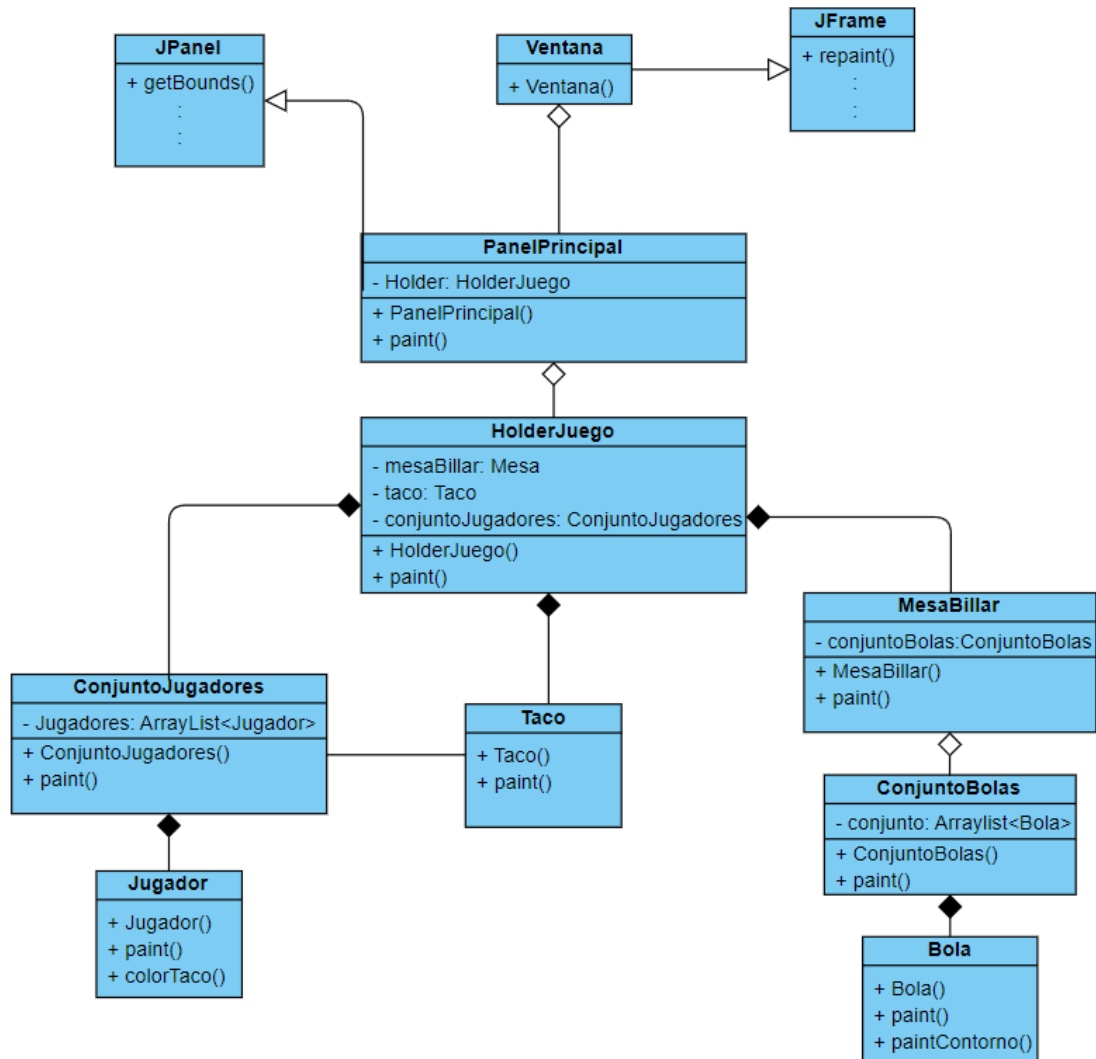 JPanel
+ getBounds()
:
:
Ventana
+ Ventana()
JFrame
+ repaint()
:
:
PanelPrincipal
- Holder: HolderJuego
+ PanelPrincipal()
+ paint()
HolderJuego
- mesaBillar: Mesa
- taco: Taco
- conjuntoJugadores: ConjuntoJugadores
+ HolderJuego()
+ paint()
MesaBillar
- conjuntoBolas:ConjuntoBolas
+ MesaBillar()
+ paint()
ConjuntoJugadores
- Jugadores: ArrayList<Jugador>
+ ConjuntoJugadores()
+ paint()
Taco
+ Taco()
+ paint()
ConjuntoBolas
- conjunto: Arraylist<Bola>
+ ConjuntoBolas()
+ paint()
Jugador
+ Jugador()
+ paint()
+ colorTaco()
Bola
+ Bola()
+ paint()
+ paintContorno()